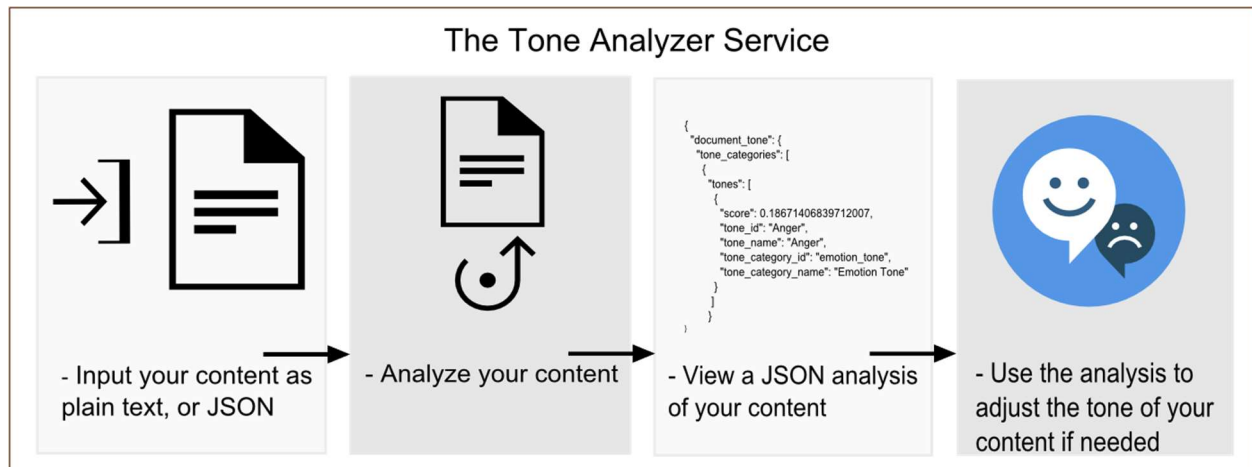 The Tone Analyzer Service
- Input your content as
plain text, or JSON
- Analyze your content
{
"document_tone": {
"tone_categories": [
{
"tones": [
{
"score": 0.18671406839712007,
"tone_id": "Anger",
"tone_name": "Anger",
"tone_category_id": "emotion_tone",
"tone_category_name": "Emotion Tone"
}
]
}
}
- View a JSON analysis
of your content
- Use the analysis to
adjust the tone of your
content if needed